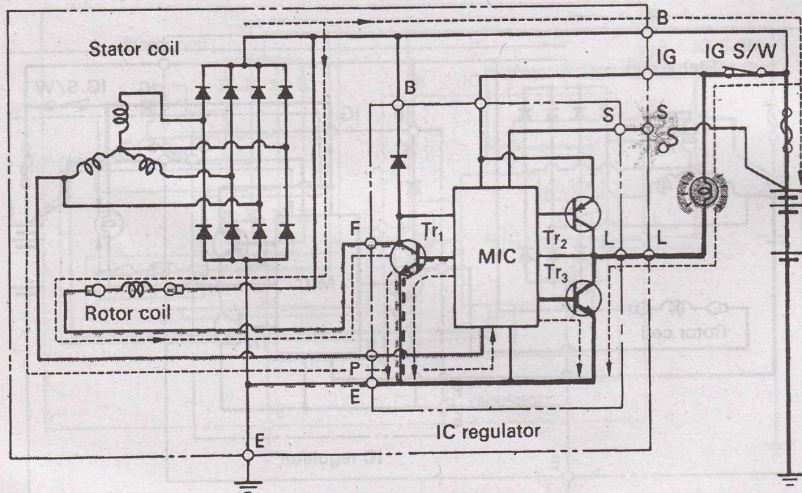 B
Stator coil
IG
IG S/W
B
S
S
F
Tr1
MIC
Tr2
L
L
Tr3
Rotor coil
P
E
IC regulator
E